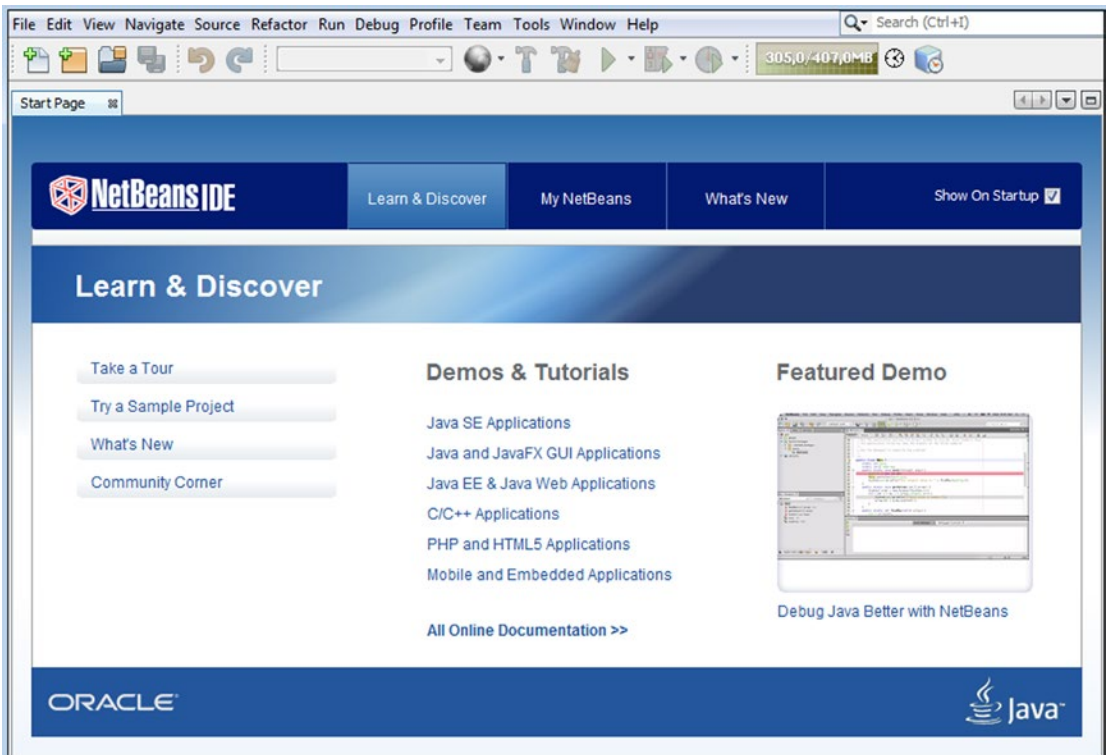 File Edit View Navigate Source Refactor Run Debug Profile Team Tools Window Help
Search (Ctrl+I)
305,0/407,0MB
Start Page
NetBeans IDE
Learn & Discover
My NetBeans
What's New
Show On Startup
Learn & Discover
Take a Tour
Try a Sample Project
What's New
Community Corner
Demos & Tutorials
Java SE Applications
Java and JavaFX GUI Applications
Java EE & Java Web Applications
C/C++ Applications
PHP and HTML5 Applications
Mobile and Embedded Applications
All Online Documentation >>
Featured Demo
Debug Java Better with NetBeans
ORACLE
Java